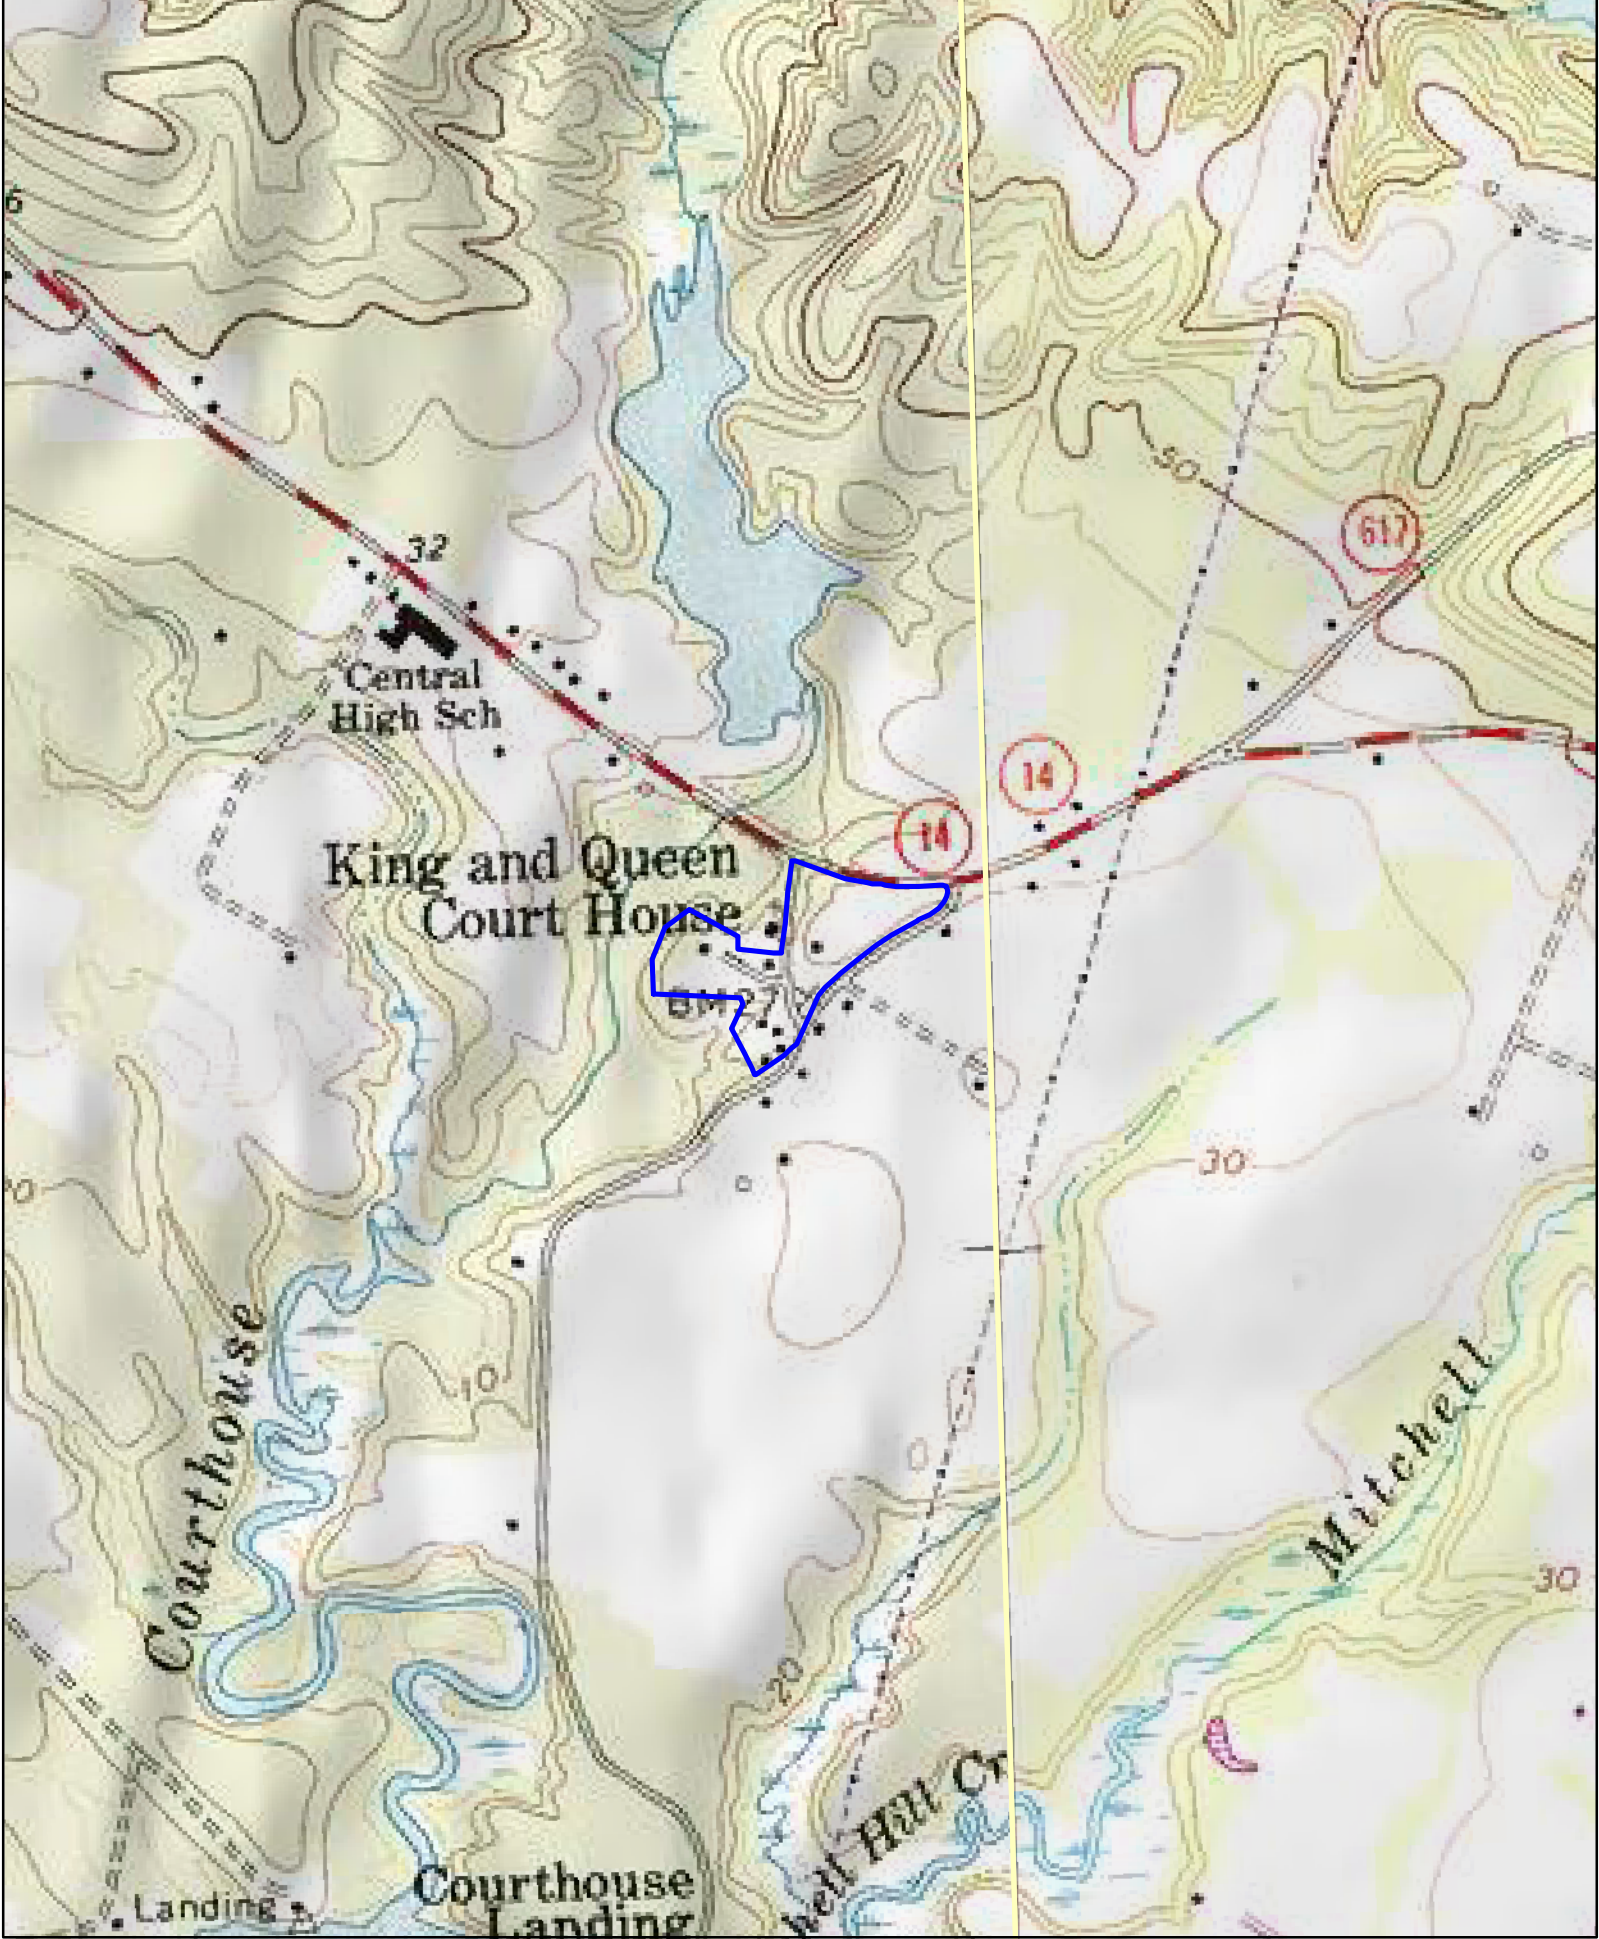 6
50
617
32
Central
High Sch
14
14
King and Queen
Court House
BM 27
30
10
Courthouse
Mitchell
30
20
Hill Cr
Courthouse
Landing
Landing